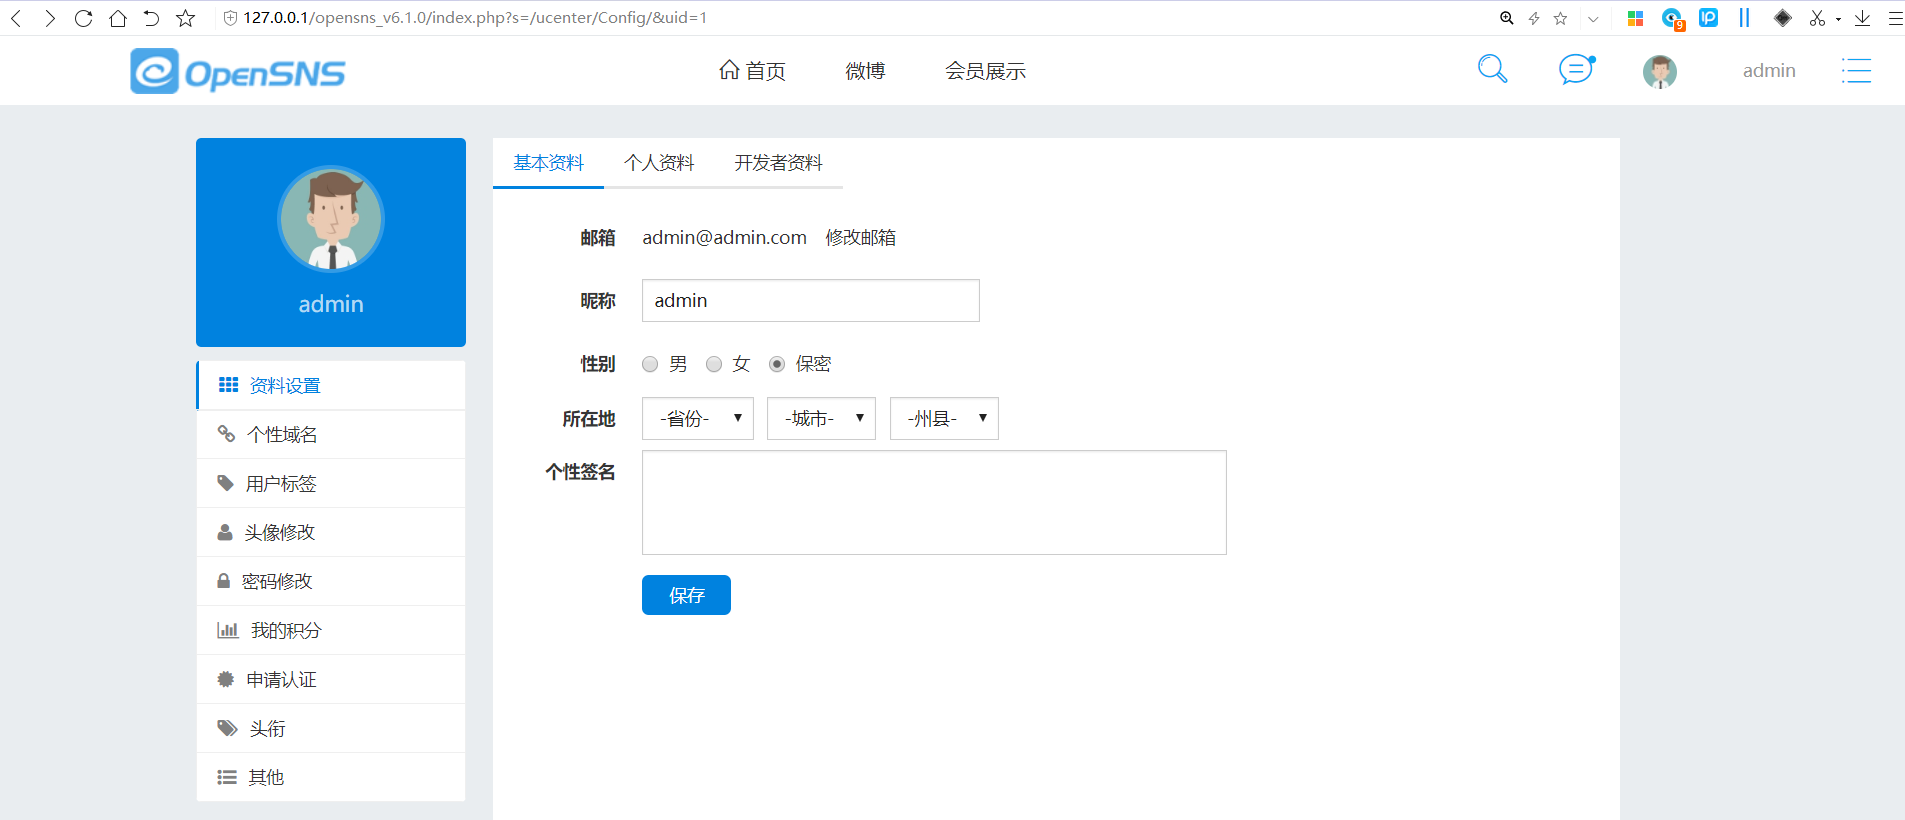 127.0.0.1/opensns_v6.1.0/index.php?s=/ucenter/Config/&uid=1
9
IP
OpenSNS
首页
微博
会员展示
admin
admin
资料设置
个性域名
用户标签
头像修改
密码修改
我的积分
申请认证
头衔
其他
基本资料
个人资料
开发者资料
邮箱 admin@admin.com 修改邮箱
昵称 admin
性别 男 女 保密
所在地 -省份- -城市- -州县-
个性签名
保存